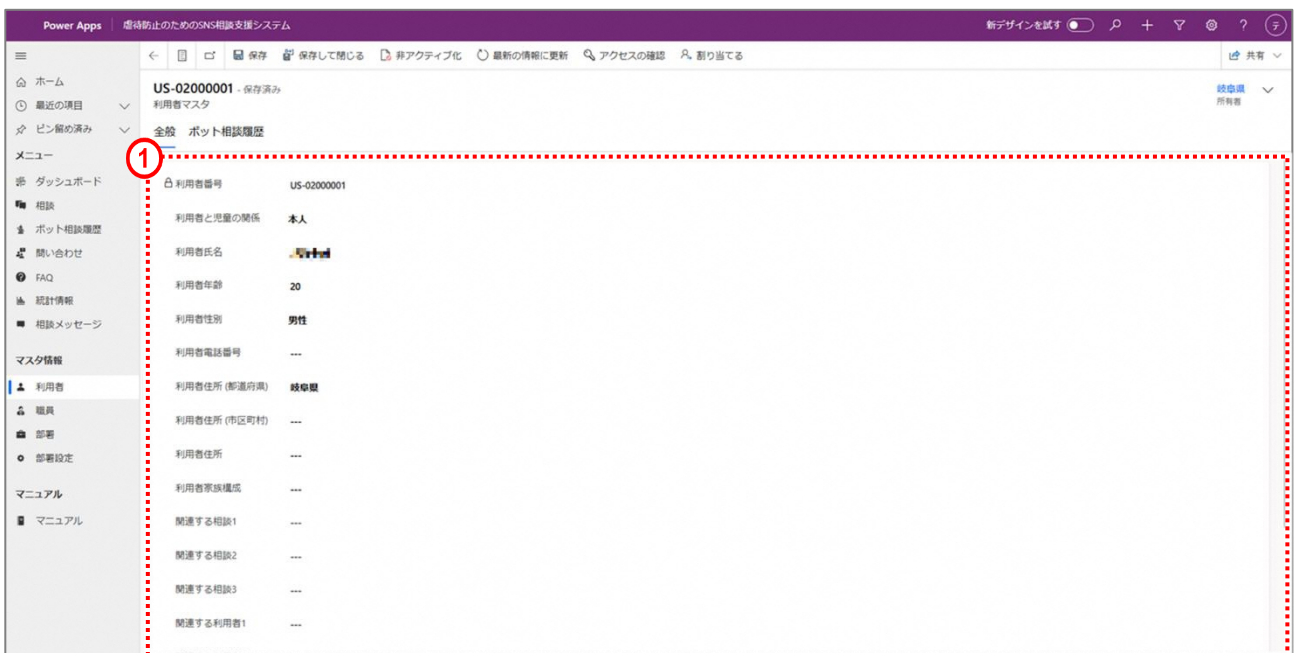 Power Apps 虐待防止のためのSNS相談支援システム 新デザインを試す ?
保存 保存して閉じる 非アクティブ化 最新の情報に更新 アクセスの確認 割り当てる 共有
ホーム
最近の項目
ピン留め済み
メニュー
ダッシュボード
相談
ボット相談履歴
問い合わせ
FAQ
統計情報
相談メッセージ
マスタ情報
利用者
職員
部署
部署設定
マニュアル
マニュアル
US-02000001 - 保存済み
利用者マスタ
岐阜県
所有者
全般 ボット相談履歴
1
利用者番号 US-02000001
利用者と児童の関係 本人
利用者氏名
利用者年齢 20
利用者性別 男性
利用者電話番号 ---
利用者住所 (都道府県) 岐阜県
利用者住所 (市区町村) ---
利用者住所 ---
利用者家族構成 ---
関連する相談1 ---
関連する相談2 ---
関連する相談3 ---
関連する利用者1 ---